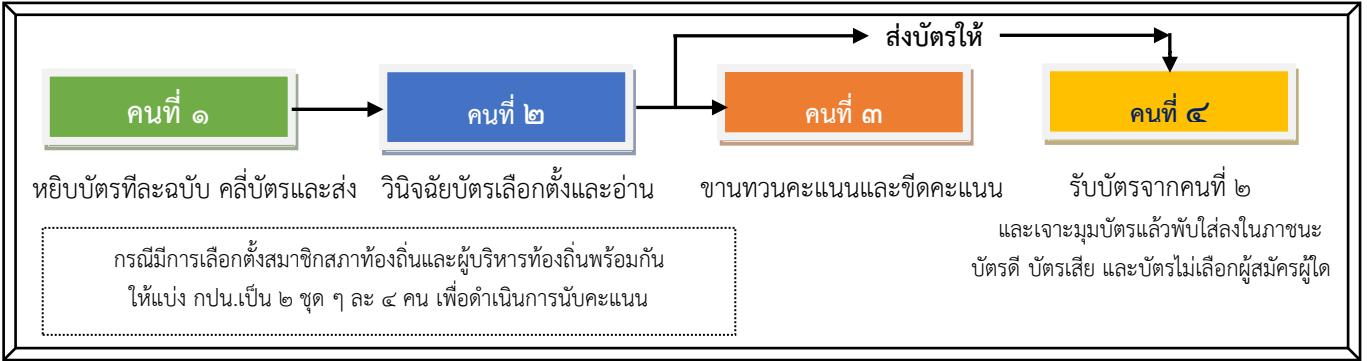 ส่งบัตรให้
คนที่ ๑
คนที่ ๒
คนที่ ๓
คนที่ ๔
หยิบบัตรทีละฉบับ คลี่บัตรและส่ง
วินิจฉัยบัตรเลือกตั้งและอ่าน
ขานทวนคะแนนและขีดคะแนน
รับบัตรจากคนที่ ๒
และเจาะมุมบัตรแล้วพับใส่ลงในภาชนะ
บัตรดี บัตรเสีย และบัตรไม่เลือกผู้สมัครผู้ใด
กรณีมีการเลือกตั้งสมาชิกสภาท้องถิ่นและผู้บริหารท้องถิ่นพร้อมกัน
ให้แบ่ง กปน.เป็น ๒ ชุด ๆ ละ ๔ คน เพื่อดำเนินการนับคะแนน